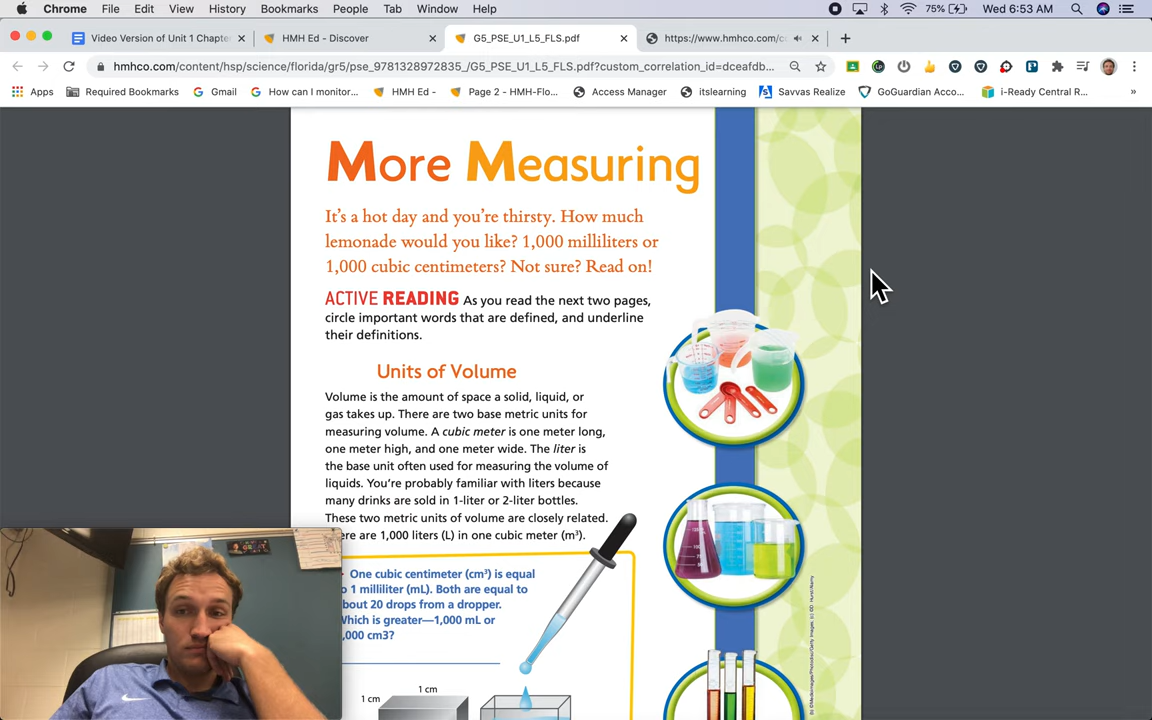 Chrome File Edit View History Bookmarks People Tab Window Help 75% Wed 6:53 AM
Video Version of Unit 1 Chapte HMH Ed - Discover G5_PSE_U1_L5_FLS.pdf https://www.hmhco.com/c
hmhco.com/content/hsp/science/florida/gr5/pse_9781328972835_/G5_PSE_U1_L5_FLS.pdf?custom_correlation_id=dceafdb...
Apps Required Bookmarks Gmail How can I monitor... HMH Ed - Page 2 - HMH-Flo... Access Manager itslearning Savvas Realize GoGuardian Acco... i-Ready Central R... »
More Measuring
It's a hot day and you're thirsty. How much
lemonade would you like? 1,000 milliliters or
1,000 cubic centimeters? Not sure? Read on!
ACTIVE READING As you read the next two pages,
circle important words that are defined, and underline
their definitions.
Units of Volume
Volume is the amount of space a solid, liquid, or
gas takes up. There are two base metric units for
measuring volume. A cubic meter is one meter long,
one meter high, and one meter wide. The liter is
the base unit often used for measuring the volume of
liquids. You're probably familiar with liters because
many drinks are sold in 1-liter or 2-liter bottles.
These two metric units of volume are closely related.
ere are 1,000 liters (L) in one cubic meter (m³).
One cubic centimeter (cm³) is equal
o 1 milliliter (mL). Both are equal to
bout 20 drops from a dropper.
Which is greater—1,000 mL or
,000 cm3?
1 cm
1 cm